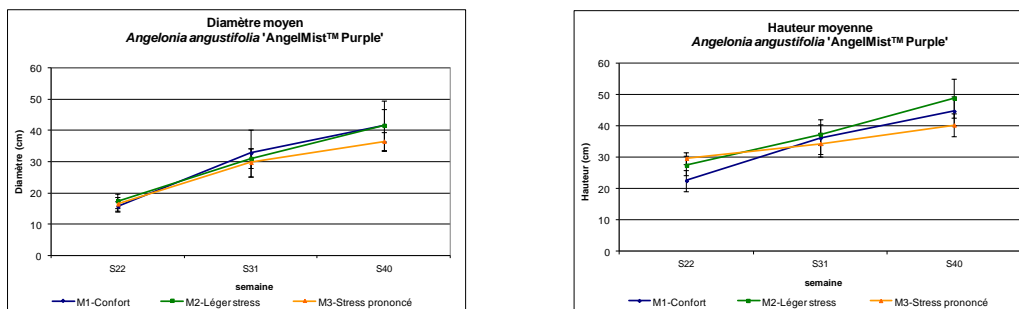 Diamètre moyen
Angelonia angustifolia 'AngelMist™ Purple'
60
50
40
30
20
10
0
Diamètre (cm)
S22 S31 S40
semaine
M1-Confort M2-Léger stress M3-Stress prononcé
Hauteur moyenne
Angelonia angustifolia 'AngelMist™ Purple'
60
50
40
30
20
10
0
Hauteur (cm)
S22 S31 S40
semaine
M1-Confort M2-Léger stress M3-Stress prononcé